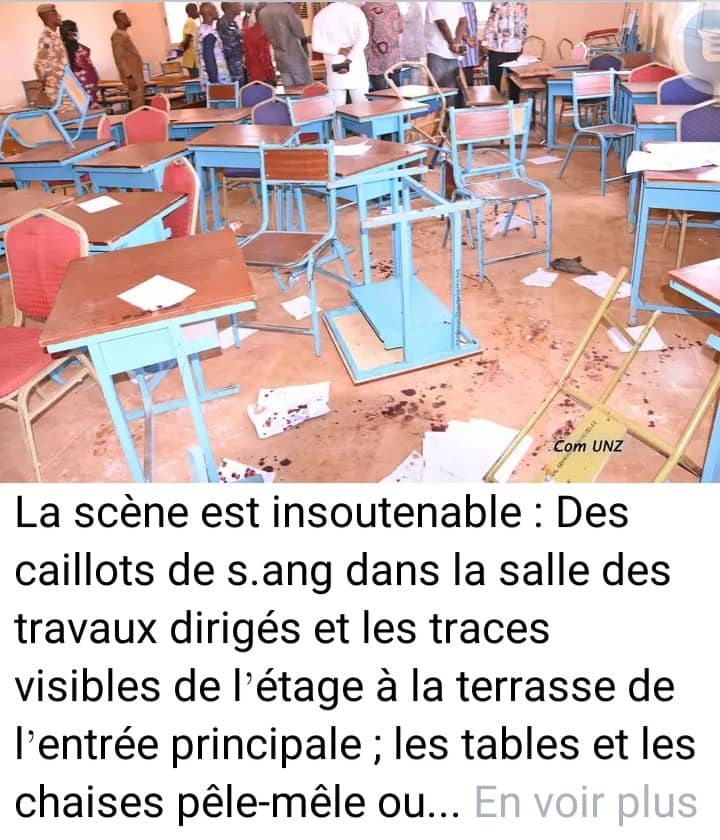 Com UNZ
La scène est insoutenable : Des
caillots de s.ang dans la salle des
travaux dirigés et les traces
visibles de l’étage à la terrasse de
l’entrée principale ; les tables et les
chaises pêle-mêle ou... En voir plus